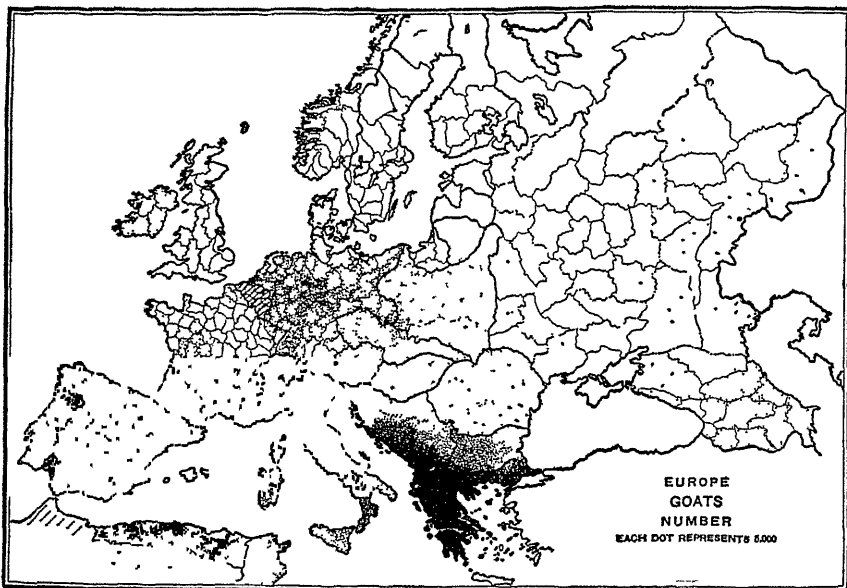 EUROPE
GOATS
NUMBER
EACH DOT REPRESENTS 5.000